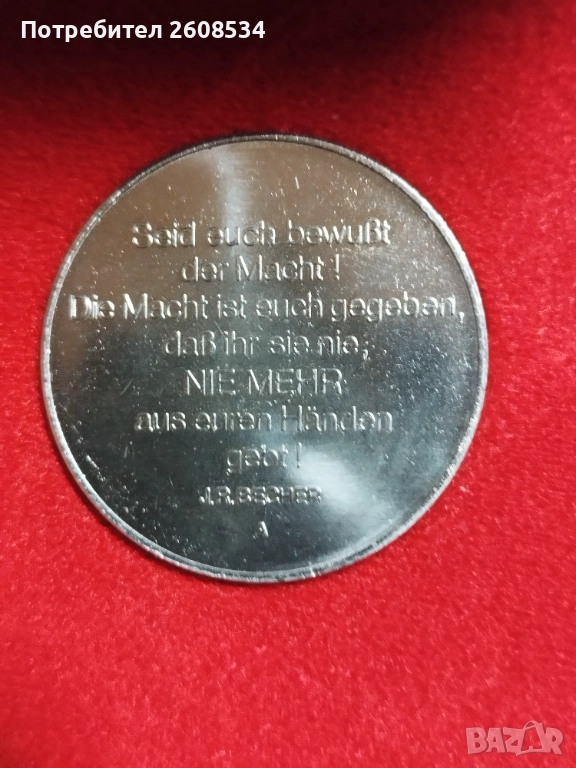 Потребител 2608534
Seid euch bewußt
der Macht!
Die Macht ist euch gegeben,
daß ihr sie nie,
NIE MEHR
aus euren Händen
gebt!
J.R. BECHER
A
BAZAR